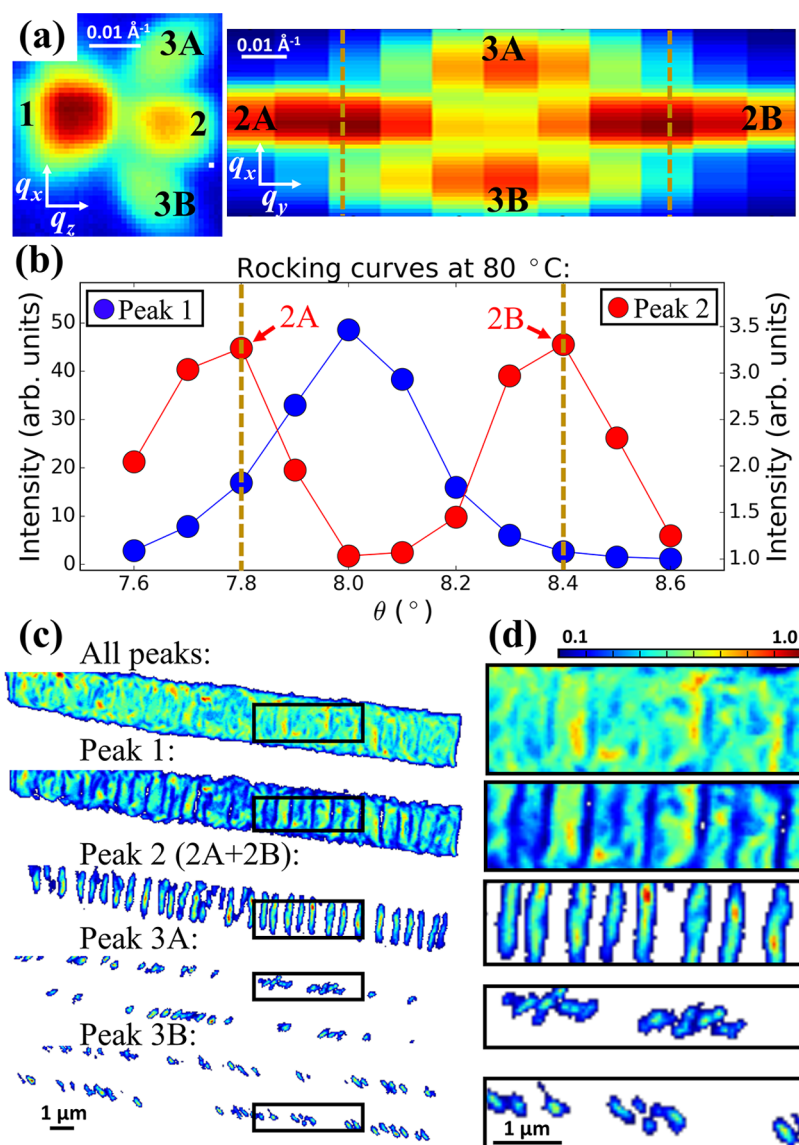 (a)
0.01 Å-1
3A
1
2
qx
qz
3B
0.01 Å-1
3A
2A
2B
qx
qy
3B
(b)
Rocking curves at 80 °C:
Peak 1
Peak 2
2A
2B
Intensity (arb. units)
50
40
30
20
10
0
3.5
3.0
2.5
2.0
1.5
1.0
Intensity (arb. units)
7.6 7.8 8.0 8.2 8.4 8.6
θ (°)
(c)
All peaks:
Peak 1:
Peak 2 (2A+2B):
Peak 3A:
Peak 3B:
1 μm
(d)
0.1 1.0
1 μm